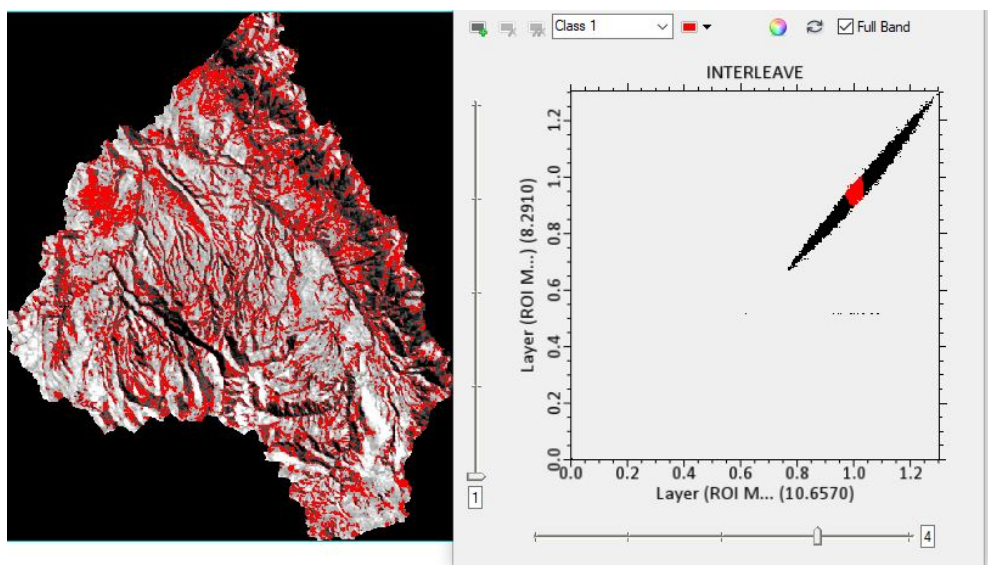 Class 1
Full Band
INTERLEAVE
1.2
1.0
0.8
0.6
0.4
0.2
0.0
Layer (ROI M...) (8.2910)
0.0 0.2 0.4 0.6 0.8 1.0 1.2
Layer (ROI M... (10.6570)
1
4